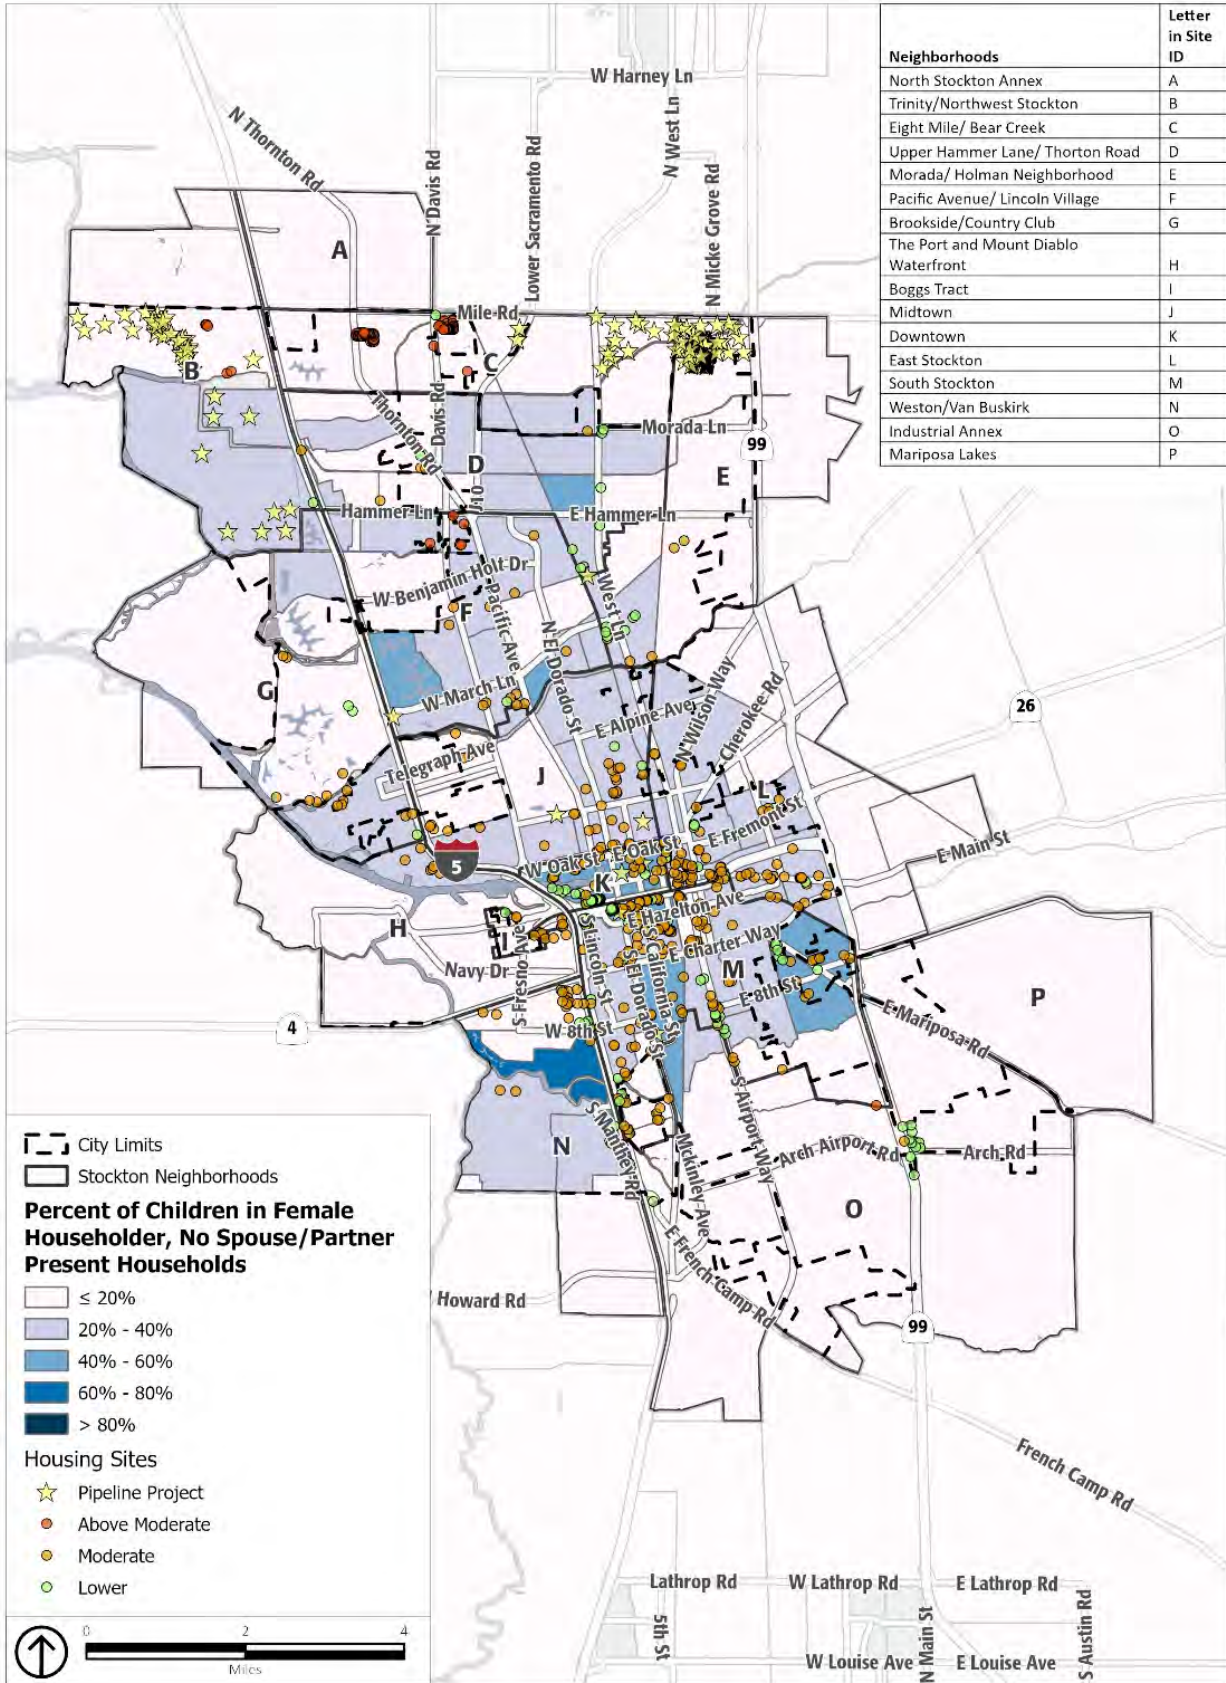 Neighborhoods
Letter
in Site
ID
North Stockton Annex A
Trinity/Northwest Stockton B
Eight Mile/ Bear Creek C
Upper Hammer Lane/ Thorton Road D
Morada/ Holman Neighborhood E
Pacific Avenue/ Lincoln Village F
Brookside/Country Club G
The Port and Mount Diablo
Waterfront H
Boggs Tract I
Midtown J
Downtown K
East Stockton L
South Stockton M
Weston/Van Buskirk N
Industrial Annex O
Mariposa Lakes P
W Harney Ln
N Thornton Rd
N Davis Rd
Lower Sacramento Rd
N West Ln
N Micke Grove Rd
A
Mile Rd
B
C
Thornton Rd
Davis Rd
Morada Ln
99
D
E
J10
Hammer Ln
E Hammer Ln
W Benjamin Holt Dr
F
Pacific Ave
N El Dorado St
West Ln
G
W March Ln
E Alpine Ave
N Wilson Way
Cherokee Rd
26
Telegraph Ave
J
L
E Fremont St
E Main St
5
W Oak St
E Oak St
K
E Hazelton Ave
H
I
S Fresno Ave
Navy Dr
S Lincoln St
S El Dorado St
S California St
E Charter Way
M
E 8th St
P
4
W 8th St
E Mariposa Rd
N
S Manthey Rd
Mckinley Ave
S Airport Way
Arch Airport Rd
Arch Rd
O
E French Camp Rd
Howard Rd
99
French Camp Rd
Lathrop Rd
W Lathrop Rd
E Lathrop Rd
5th St
N Main St
S Austin Rd
W Louise Ave
E Louise Ave
City Limits
Stockton Neighborhoods
Percent of Children in Female
Householder, No Spouse/Partner
Present Households
≤ 20%
20% - 40%
40% - 60%
60% - 80%
> 80%
Housing Sites
Pipeline Project
Above Moderate
Moderate
Lower
0 2 4
Miles